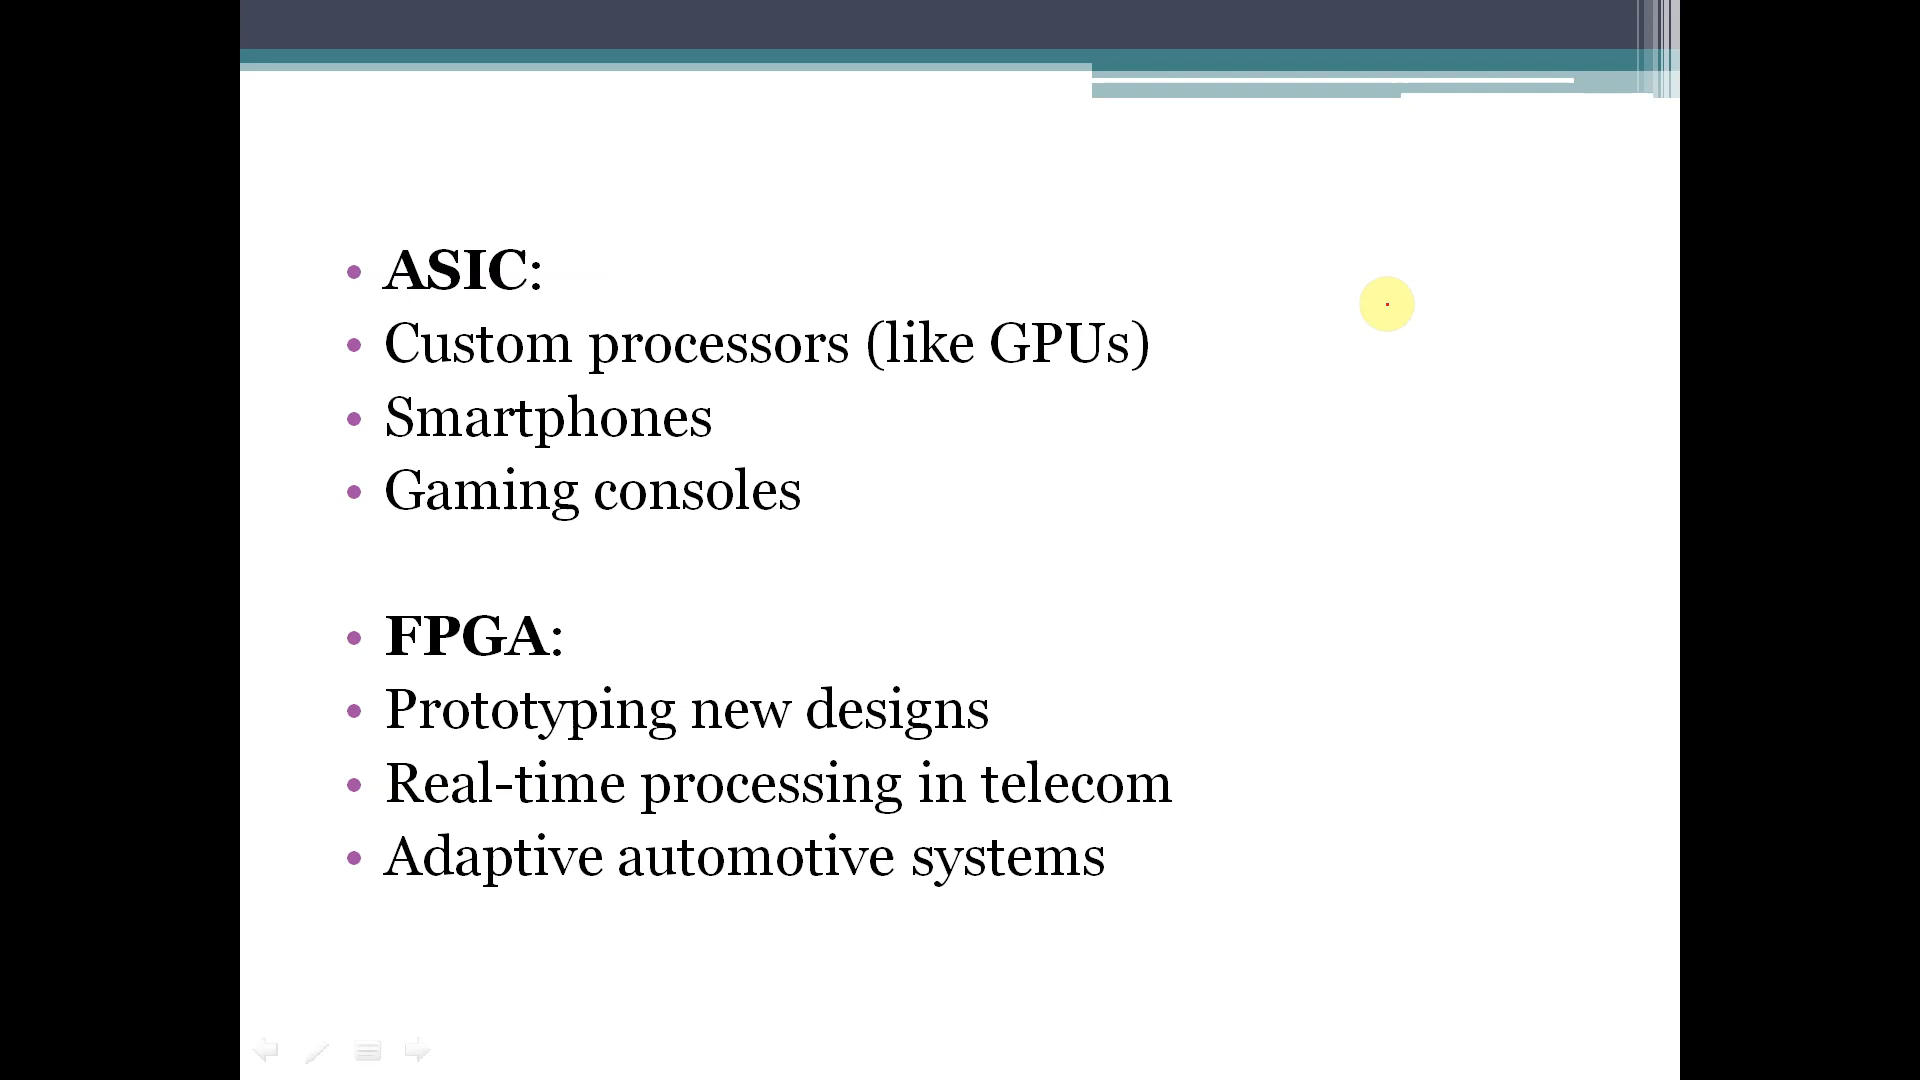 • ASIC:
• Custom processors (like GPUs)
• Smartphones
• Gaming consoles
• FPGA:
• Prototyping new designs
• Real-time processing in telecom
• Adaptive automotive systems